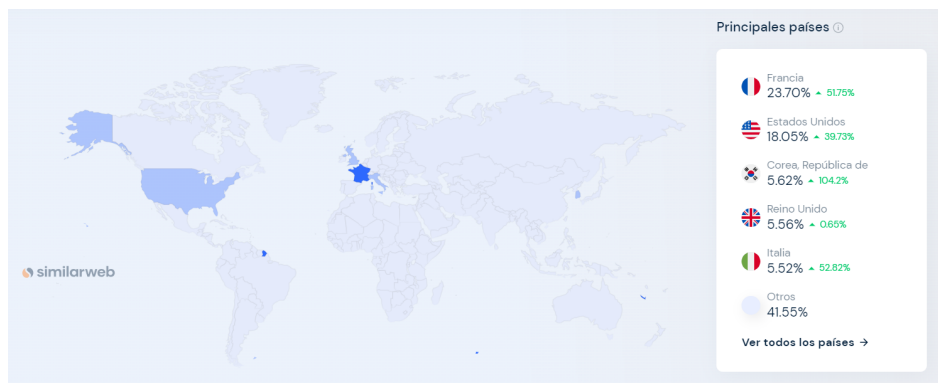 Principales países
Francia
23.70% 51.75%
Estados Unidos
18.05% 39.73%
Corea, República de
5.62% 104.2%
Reino Unido
5.56% 0.65%
Italia
5.52% 52.82%
Otros
41.55%
Ver todos los países →
similarweb